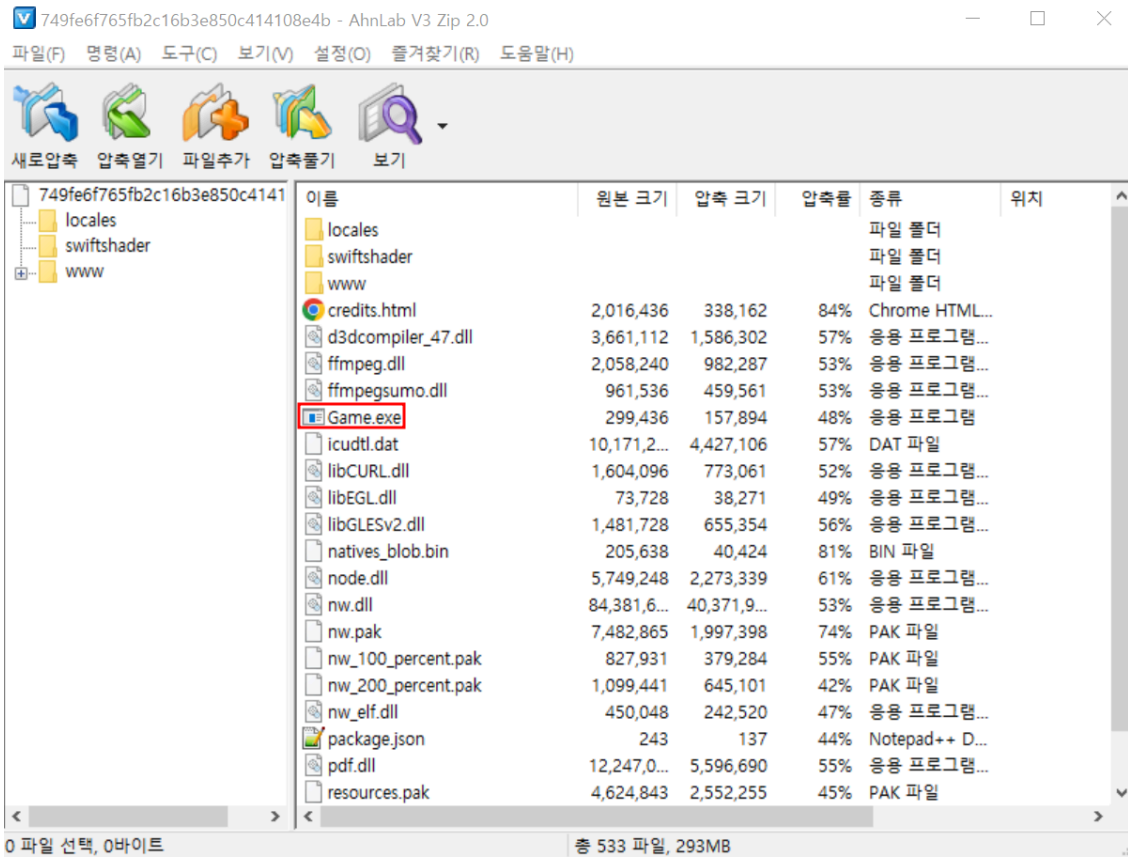 749fe6f765fb2c16b3e850c414108e4b - AhnLab V3 Zip 2.0
파일(F) 명령(A) 도구(C) 보기(V) 설정(O) 즐겨찾기(R) 도움말(H)
새로압축 압축열기 파일추가 압축풀기 보기
749fe6f765fb2c16b3e850c4141
locales
swiftshader
www
이름 원본 크기 압축 크기 압축률 종류 위치
locales 파일 폴더
swiftshader 파일 폴더
www 파일 폴더
credits.html 2,016,436 338,162 84% Chrome HTML...
d3dcompiler_47.dll 3,661,112 1,586,302 57% 응용 프로그램...
ffmpeg.dll 2,058,240 982,287 53% 응용 프로그램...
ffmpegsumo.dll 961,536 459,561 53% 응용 프로그램...
Game.exe 299,436 157,894 48% 응용 프로그램
icudtl.dat 10,171,2... 4,427,106 57% DAT 파일
libCURL.dll 1,604,096 773,061 52% 응용 프로그램...
libEGL.dll 73,728 38,271 49% 응용 프로그램...
libGLESv2.dll 1,481,728 655,354 56% 응용 프로그램...
natives_blob.bin 205,638 40,424 81% BIN 파일
node.dll 5,749,248 2,273,339 61% 응용 프로그램...
nw.dll 84,381,6... 40,371,9... 53% 응용 프로그램...
nw.pak 7,482,865 1,997,398 74% PAK 파일
nw_100_percent.pak 827,931 379,284 55% PAK 파일
nw_200_percent.pak 1,099,441 645,101 42% PAK 파일
nw_elf.dll 450,048 242,520 47% 응용 프로그램...
package.json 243 137 44% Notepad++ D...
pdf.dll 12,247,0... 5,596,690 55% 응용 프로그램...
resources.pak 4,624,843 2,552,255 45% PAK 파일
0 파일 선택, 0바이트 총 533 파일, 293MB